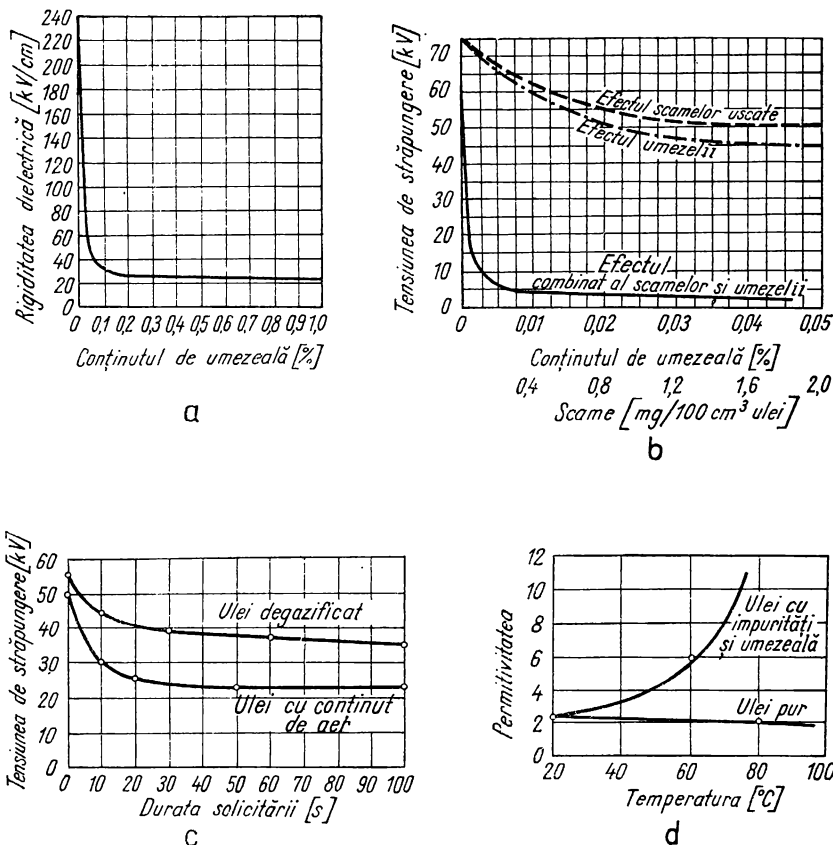 Rigiditatea dielectrică [kV/cm]
240
220
200
180
160
140
120
100
80
60
40
20
0
0 0,1 0,2 0,3 0,4 0,5 0,6 0,7 0,8 0,9 1,0
Conținutul de umezeală [%]
a
Tensiunea de străpungere [kV]
70
60
50
40
30
20
10
0
Efectul scamelor uscate
Efectul umezelii
Efectul
combinat al scamelor și umezelii
0 0,01 0,02 0,03 0,04 0,05
Conținutul de umezeală [%]
0,4 0,8 1,2 1,6 2,0
Scame [mg/100 cm³ ulei]
b
Tensiunea de străpungere [kV]
60
50
40
30
20
10
0
Ulei degazificat
Ulei cu continut
de aer
0 10 20 30 40 50 60 70 80 90 100
Durata solicitării [s]
c
Permitivitatea
12
10
8
6
4
2
0
Ulei cu
impurități
și umezeală
Ulei pur
20 40 60 80 100
Temperatura [°C]
d